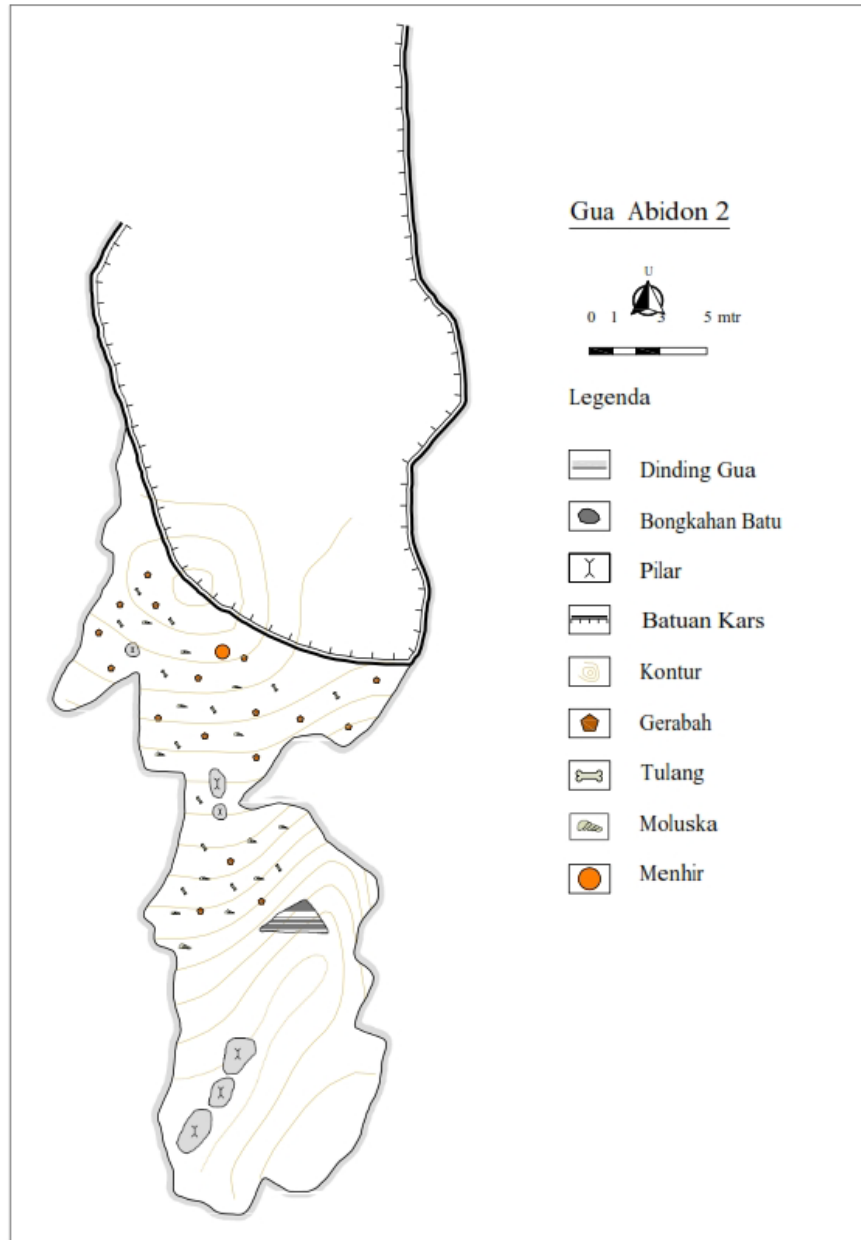 Gua Abidon 2
U
0 1 3 5 mtr
Legenda
Dinding Gua
Bongkahan Batu
Pilar
Batuan Kars
Kontur
Gerabah
Tulang
Moluska
Menhir